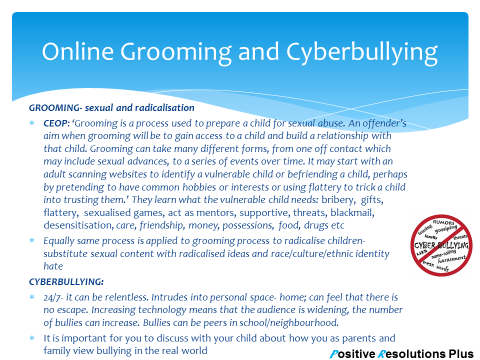 Online Grooming and Cyberbullying
GROOMING- sexual and radicalisation
CEOP: ‘Grooming is a process used to prepare a child for sexual abuse. An offender’s
aim when grooming will be to gain access to a child and build a relationship with
that child. Grooming can take many different forms, from one off contact which
may include sexual advances, to a series of events over time. It may start with an
adult scanning websites to identify a vulnerable child or befriending a child, perhaps
by pretending to have common hobbies or interests or using flattery to trick a child
into trusting them.’ They learn what the vulnerable child needs: bribery, gifts,
flattery, sexualised games, act as mentors, supportive, threats, blackmail,
desensitisation, care, friendship, money, possessions, food, drugs etc
Equally same process is applied to grooming process to radicalise children-
substitute sexual content with radicalised ideas and race/culture/ethnic identity
hate
CYBERBULLYING:
24/7- it can be relentless. Intrudes into personal space- home; can feel that there is
no escape. Increasing technology means that the audience is widening, the number
of bullies can increase. Bullies can be peers in school/neighbourhood.
It is important for you to discuss with your child about how you as parents and
family view bullying in the real world
RUMORS
gossiping
threats
CYBER BULLYING
name-calling
harassment
Positive Resolutions Plus